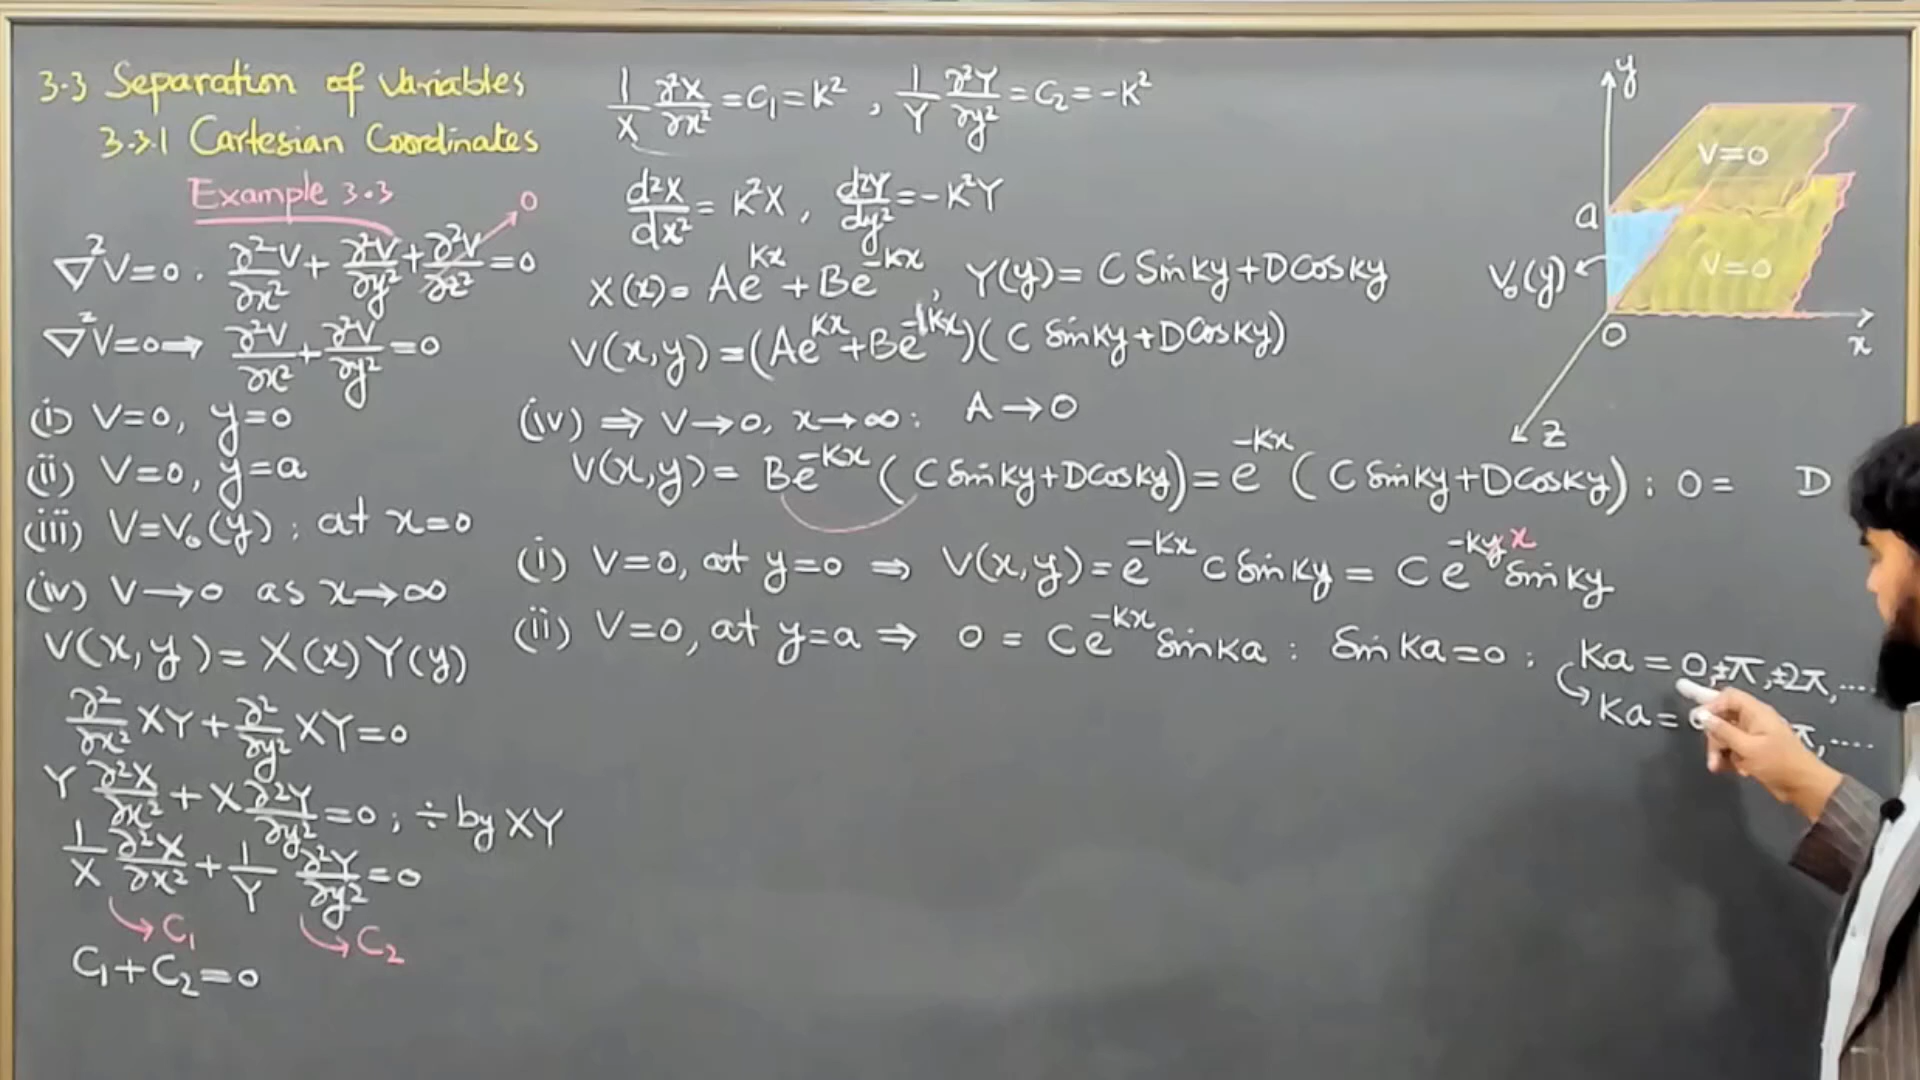 3.3 Separation of variables
3.3.1 Cartesian Coordinates
Example 3.3
0
∇²V=0. ∂²V/∂x² + ∂²V/∂y² + ∂²V/∂z² = 0
∇²V=0 → ∂²V/∂x² + ∂²V/∂y² = 0
(i) V=0, y=0
(ii) V=0, y=a
(iii) V=V₀(y): at x=0
(iv) V→0 as x→∞
V(x,y)=X(x)Y(y)
∂²/∂x² XY + ∂²/∂y² XY = 0
Y ∂²X/∂x² + X ∂²Y/∂y² = 0; ÷ by XY
1/X ∂²X/∂x² + 1/Y ∂²Y/∂y² = 0
C₁ C₂
C₁+C₂=0
1/X ∂²X/∂x² = C₁ = K², 1/Y ∂²Y/∂y² = C₂ = -K²
d²X/dx² = K²X, d²Y/dy² = -K²Y
X(x)= Ae^Kx + Be^-Kx, Y(y)= C Sin ky + D Cos ky
V(x,y)=(Ae^Kx + Be^-Kx)(C Sin Ky + D Cos Ky)
(iv) ⇒ V→0, x→∞: A→0
V(x,y)= Be^-Kx (C Sin Ky + D Cos Ky) = e^-Kx (C Sin Ky + D Cos Ky): 0 = D
(i) V=0, at y=0 ⇒ V(x,y)= e^-Kx C Sin Ky = C e^-Ky x Sin Ky
(ii) V=0, at y=a ⇒ 0 = Ce^-Kx Sin Ka: Sin Ka=0: Ka = 0, ±π, ±2π, ....
Ka= π, ....
y
V=0
a
V=0
V₀(y)
0
x
z